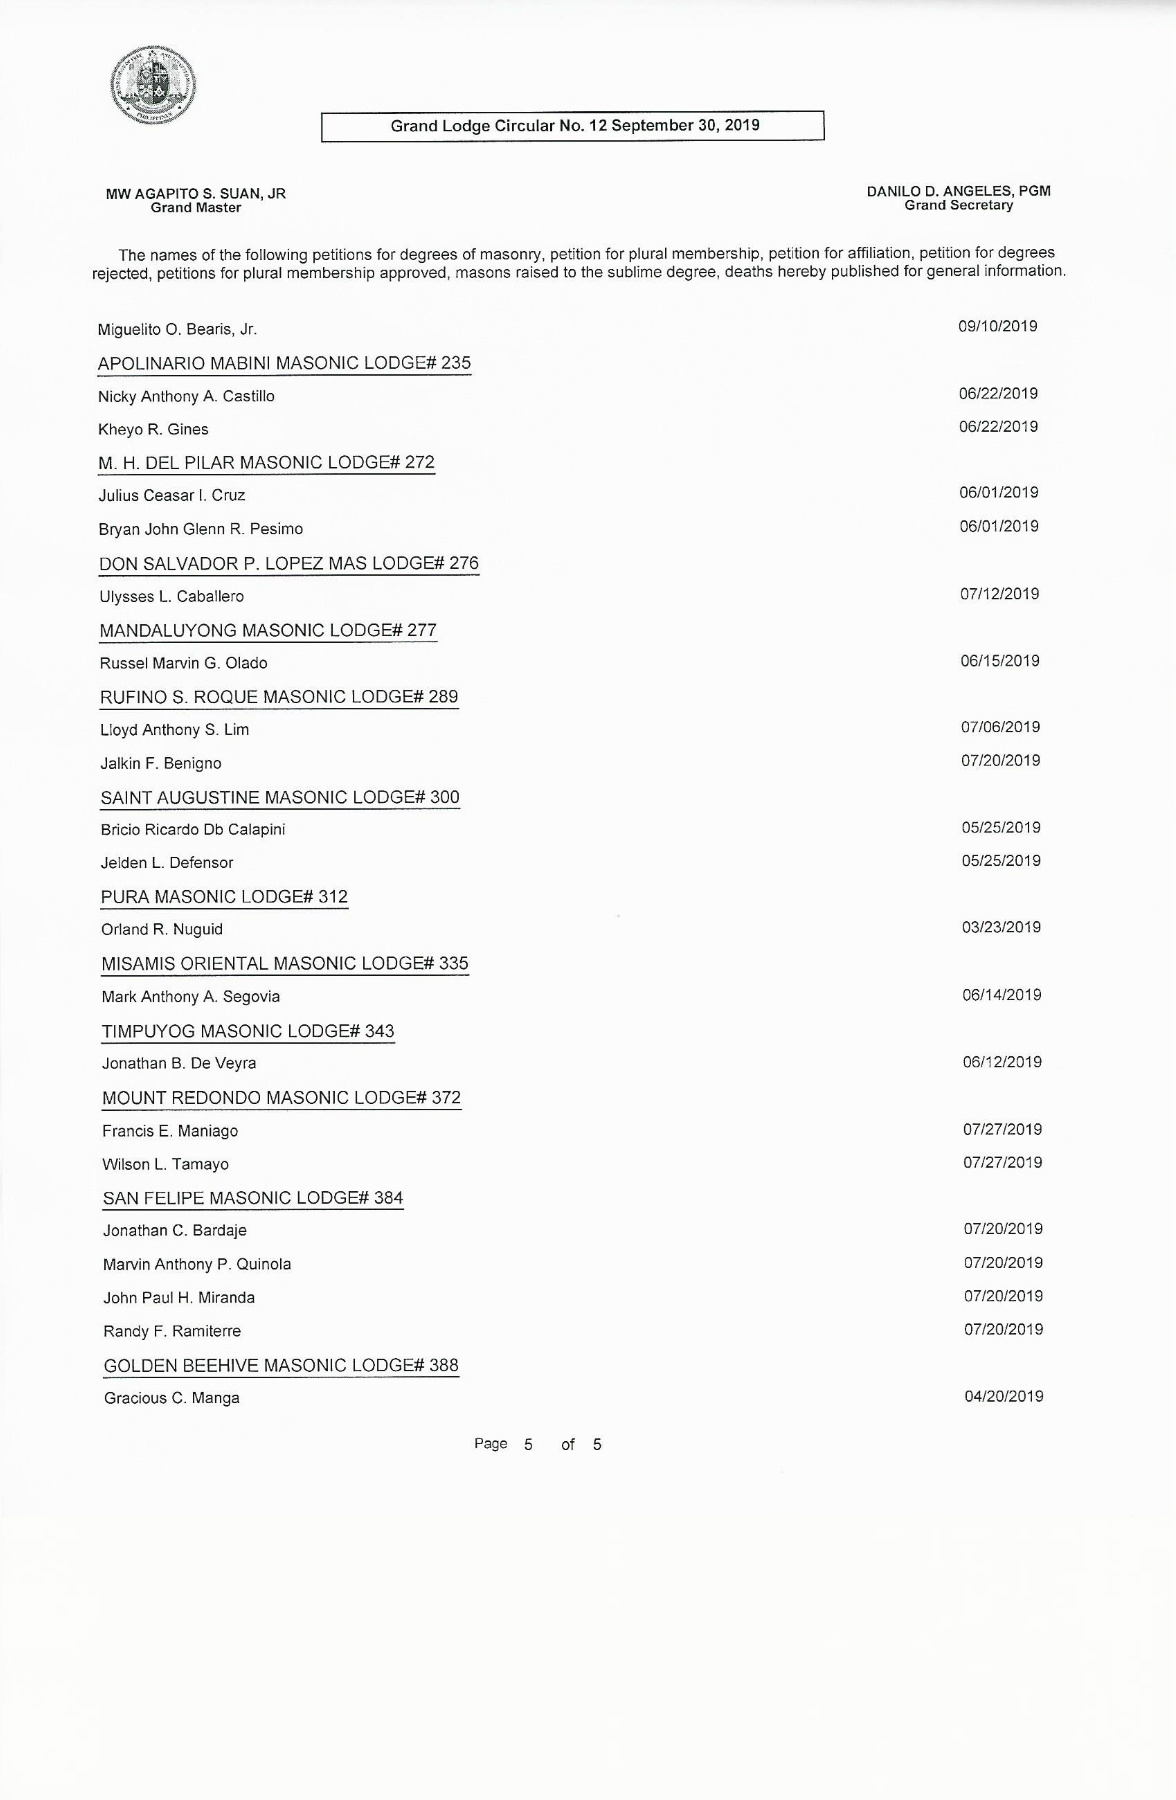 PHILIPPINES
Grand Lodge Circular No. 12 September 30, 2019
MW AGAPITO S. SUAN, JR
Grand Master
DANILO D. ANGELES, PGM
Grand Secretary
The names of the following petitions for degrees of masonry, petition for plural membership, petition for affiliation, petition for degrees
rejected, petitions for plural membership approved, masons raised to the sublime degree, deaths hereby published for general information.
Miguelito O. Bearis, Jr. 09/10/2019
APOLINARIO MABINI MASONIC LODGE# 235
Nicky Anthony A. Castillo 06/22/2019
Kheyo R. Gines 06/22/2019
M. H. DEL PILAR MASONIC LODGE# 272
Julius Ceasar I. Cruz 06/01/2019
Bryan John Glenn R. Pesimo 06/01/2019
DON SALVADOR P. LOPEZ MAS LODGE# 276
Ulysses L. Caballero 07/12/2019
MANDALUYONG MASONIC LODGE# 277
Russel Marvin G. Olado 06/15/2019
RUFINO S. ROQUE MASONIC LODGE# 289
Lloyd Anthony S. Lim 07/06/2019
Jalkin F. Benigno 07/20/2019
SAINT AUGUSTINE MASONIC LODGE# 300
Bricio Ricardo Db Calapini 05/25/2019
Jelden L. Defensor 05/25/2019
PURA MASONIC LODGE# 312
Orland R. Nuguid 03/23/2019
MISAMIS ORIENTAL MASONIC LODGE# 335
Mark Anthony A. Segovia 06/14/2019
TIMPUYOG MASONIC LODGE# 343
Jonathan B. De Veyra 06/12/2019
MOUNT REDONDO MASONIC LODGE# 372
Francis E. Maniago 07/27/2019
Wilson L. Tamayo 07/27/2019
SAN FELIPE MASONIC LODGE# 384
Jonathan C. Bardaje 07/20/2019
Marvin Anthony P. Quinola 07/20/2019
John Paul H. Miranda 07/20/2019
Randy F. Ramiterre 07/20/2019
GOLDEN BEEHIVE MASONIC LODGE# 388
Gracious C. Manga 04/20/2019
Page 5 of 5